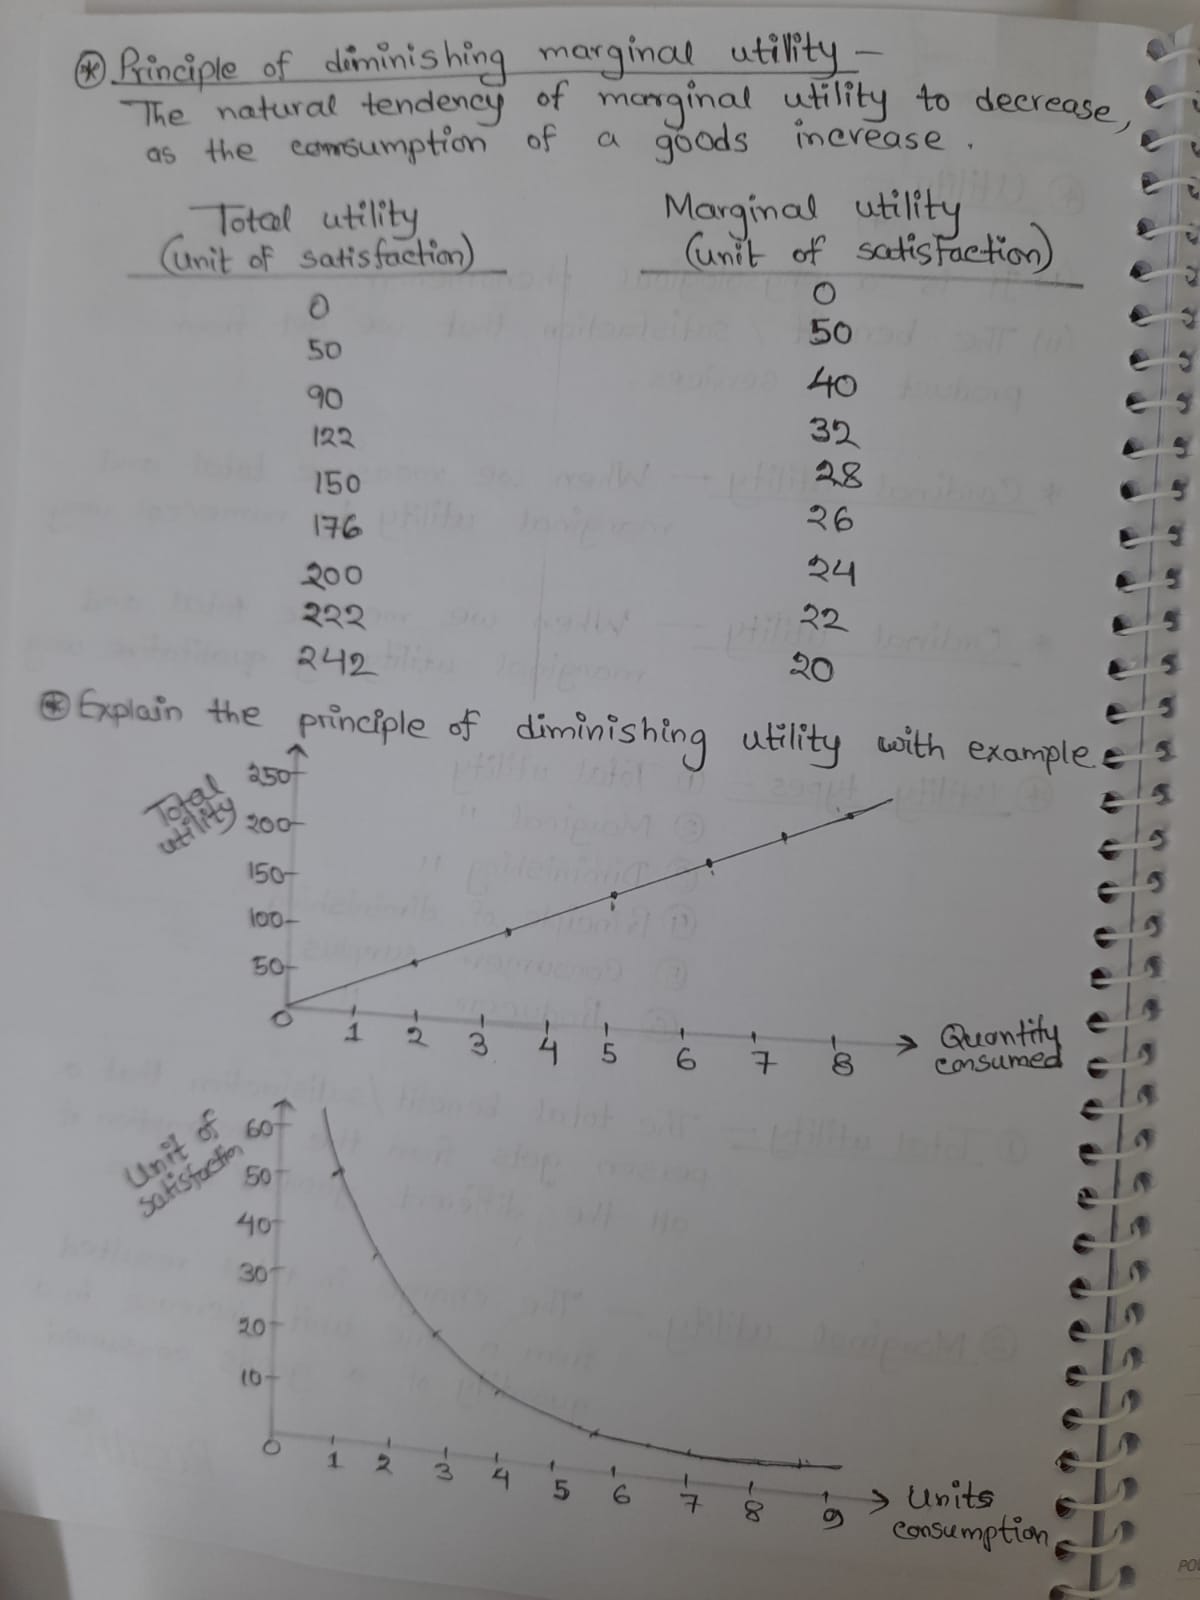 * Principle of diminishing marginal utility –
The natural tendency of marginal utility to decrease,
as the comsumption of a goods increase.
Total utility
(unit of satisfaction)
Marginal utility
(unit of satisfaction)
0 0
50 50
90 40
122 32
150 28
176 26
200 24
222 22
242 20
* Explain the principle of diminishing utility with example.
Total
utility
250
200
150
100
50
0
1 2 3 4 5 6 7 8
Quantity
consumed
Unit of
satisfaction
60
50
40
30
20
10
0
1 2 3 4 5 6 7 8 9
Units
consumption